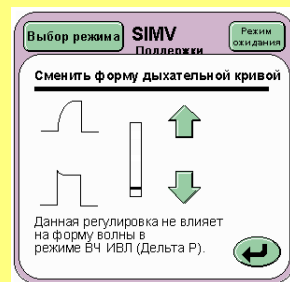 Выбор режима SIMV Режим
ожидания
Поддержки
Сменить форму дыхательной кривой
Данная регулировка не влияет
на форму волны в
режиме ВЧ ИВЛ (Дельта Р).